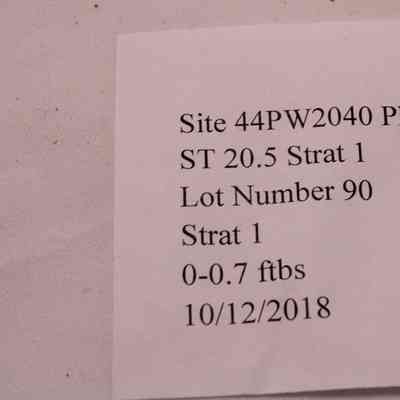 Site 44PW2040
ST 20.5 Strat 1
Lot Number 90
Strat 1
0-0.7 ftbs
10/12/2018